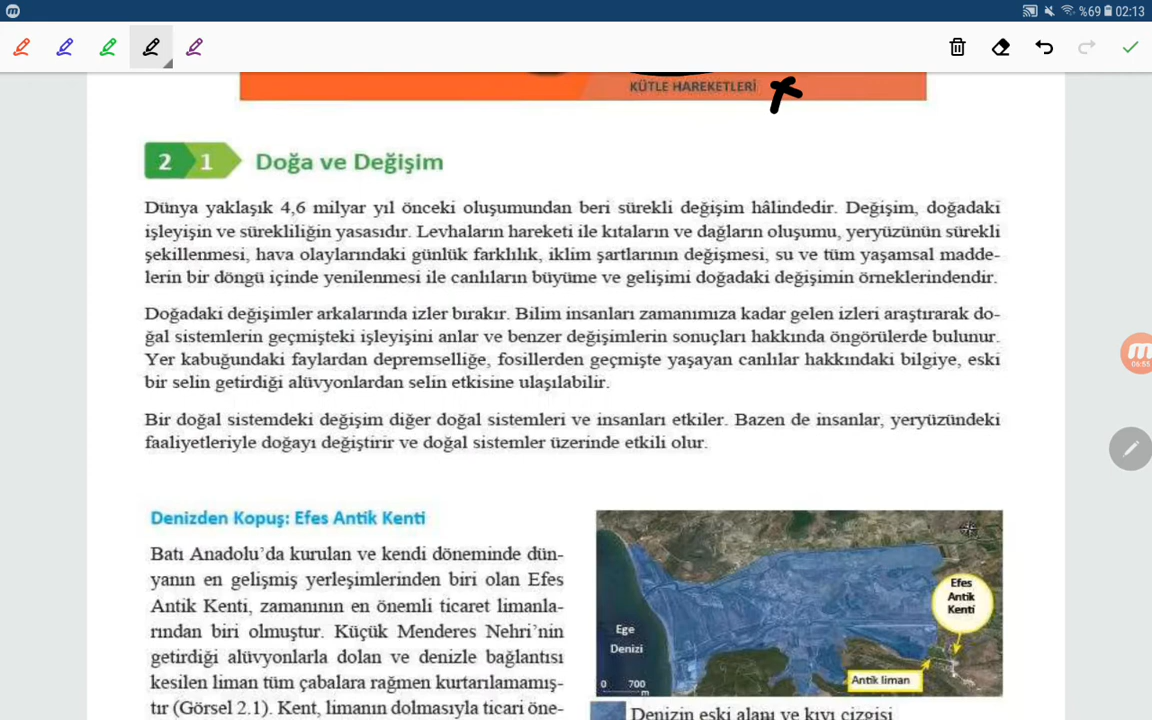 %69 02:13
KÜTLE HAREKETLERİ
2 1 Doğa ve Değişim
Dünya yaklaşık 4,6 milyar yıl önceki oluşumundan beri sürekli değişim hâlindedir. Değişim, doğadaki
işleyişin ve sürekliliğin yasasıdır. Levhaların hareketi ile kıtaların ve dağların oluşumu, yeryüzünün sürekli
şekillenmesi, hava olaylarındaki günlük farklılık, iklim şartlarının değişmesi, su ve tüm yaşamsal madde-
lerin bir döngü içinde yenilenmesi ile canlıların büyüme ve gelişimi doğadaki değişimin örneklerindendir.
Doğadaki değişimler arkalarında izler bırakır. Bilim insanları zamanımıza kadar gelen izleri araştırarak do-
ğal sistemlerin geçmişteki işleyişini anlar ve benzer değişimlerin sonuçları hakkında öngörülerde bulunur.
Yer kabuğundaki faylardan depremselliğe, fosillerden geçmişte yaşayan canlılar hakkındaki bilgiye, eski
bir selin getirdiği alüvyonlardan selin etkisine ulaşılabilir.
Bir doğal sistemdeki değişim diğer doğal sistemleri ve insanları etkiler. Bazen de insanlar, yeryüzündeki
faaliyetleriyle doğayı değiştirir ve doğal sistemler üzerinde etkili olur.
Denizden Kopuş: Efes Antik Kenti
Batı Anadolu'da kurulan ve kendi döneminde dün-
yanın en gelişmiş yerleşimlerinden biri olan Efes
Antik Kenti, zamanının en önemli ticaret limanla-
rından biri olmuştur. Küçük Menderes Nehri'nin
getirdiği alüvyonlarla dolan ve denizle bağlantısı
kesilen liman tüm çabalara rağmen kurtarılamamış-
tır (Görsel 2.1). Kent, limanın dolmasıyla ticari öne-
Efes
Antik
Kenti
Ege
Denizi
Antik liman
0 700
m
Denizin eski alanı ve kıyı çizgisi
06:55